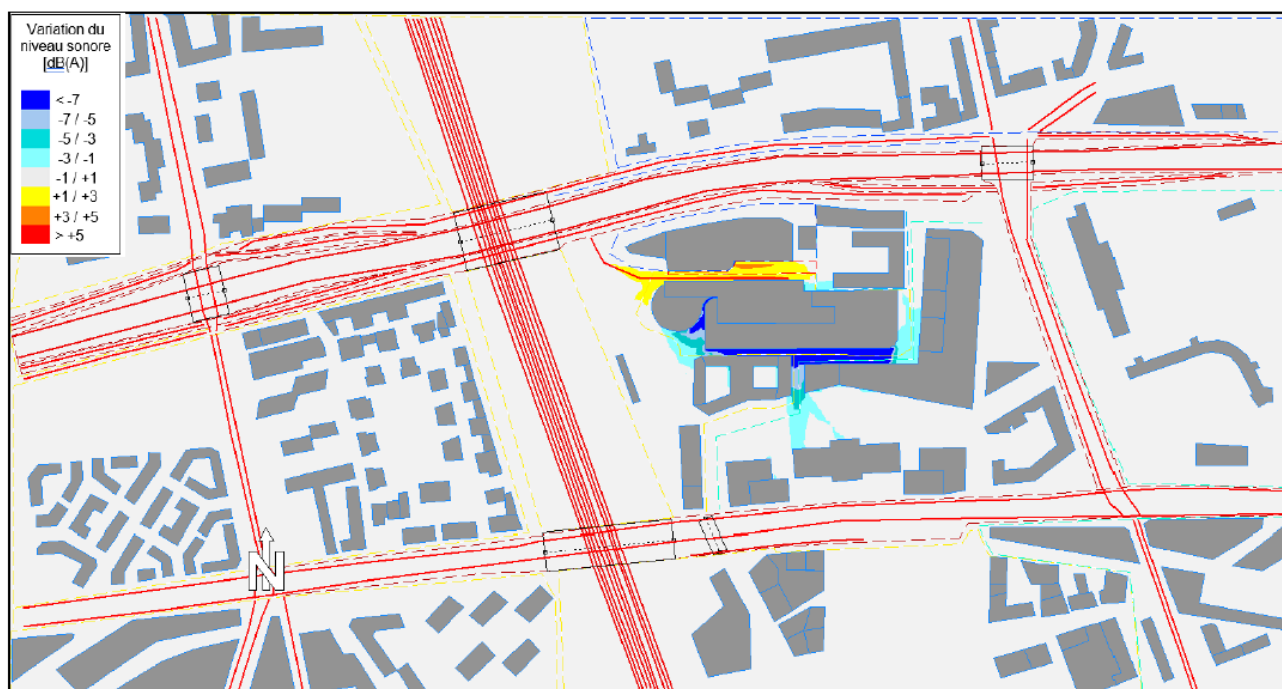 Variation du
niveau sonore
[dB(A)]
< -7
-7 / -5
-5 / -3
-3 / -1
-1 / +1
+1 / +3
+3 / +5
> +5
N